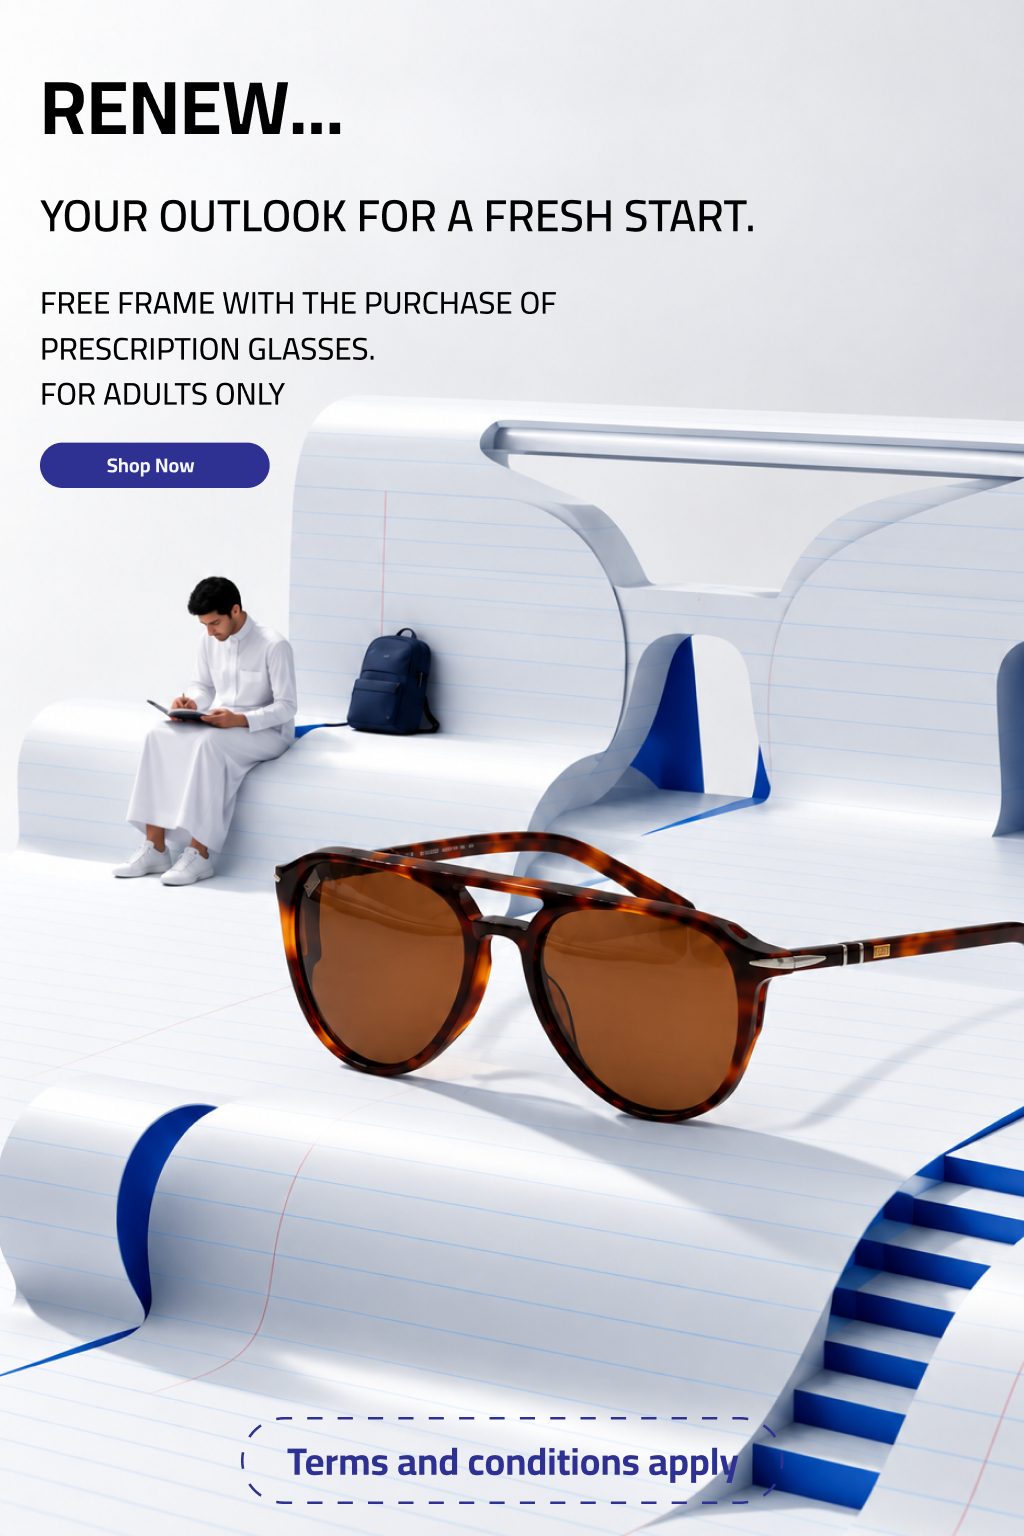 RENEW...
YOUR OUTLOOK FOR A FRESH START.
FREE FRAME WITH THE PURCHASE OF
PRESCRIPTION GLASSES.
FOR ADULTS ONLY
Shop Now
Terms and conditions apply